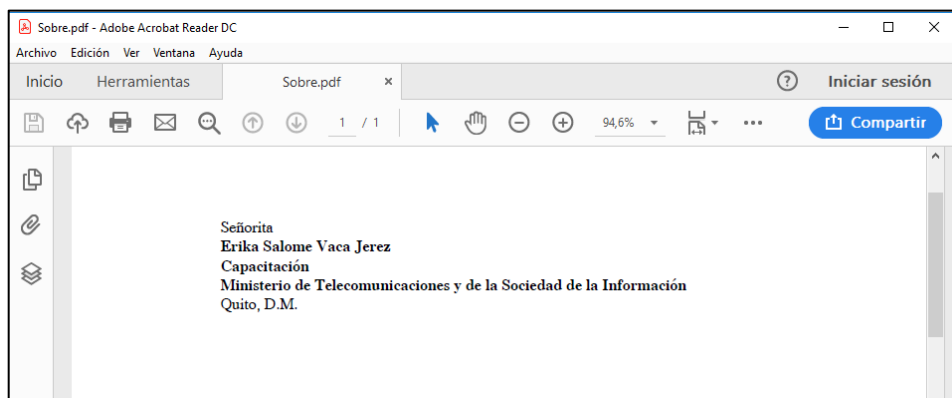 Sobre.pdf - Adobe Acrobat Reader DC
Archivo Edición Ver Ventana Ayuda
Inicio Herramientas Sobre.pdf × Iniciar sesión
1 / 1 94,6% Compartir
Señorita
Erika Salome Vaca Jerez
Capacitación
Ministerio de Telecomunicaciones y de la Sociedad de la Información
Quito, D.M.